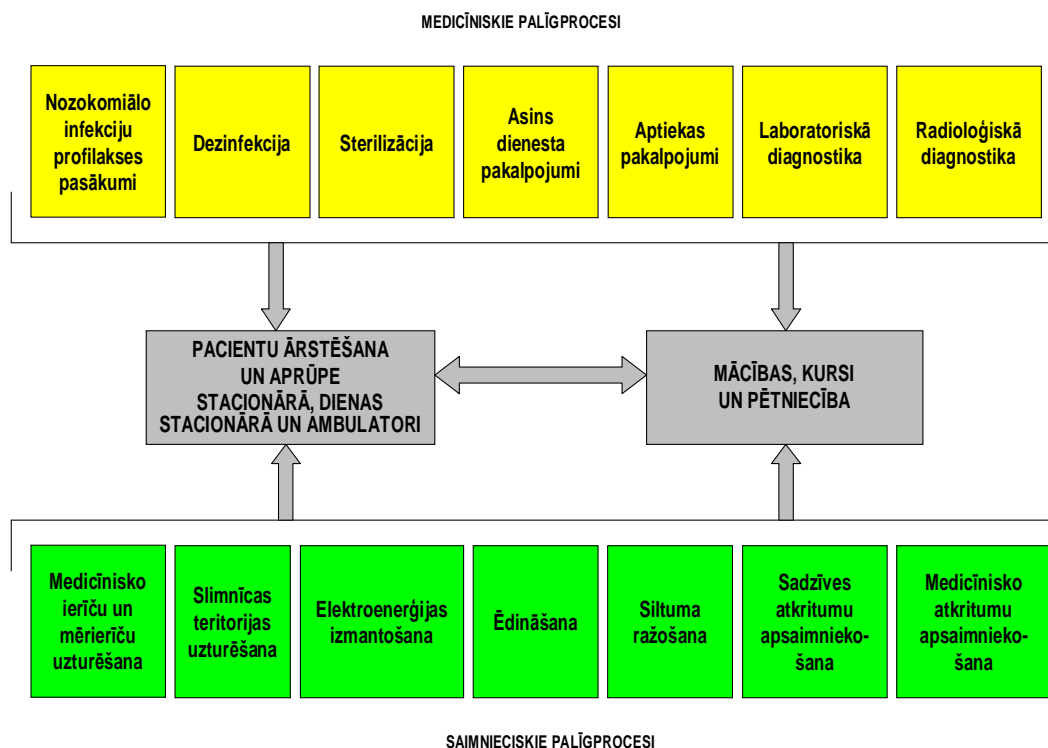 MEDICĪNISKIE PALĪGPROCESI
Nozokomiālo
infekciju
profilakses
pasākumi
Dezinfekcija
Sterilizācija
Asins
dienesta
pakalpojumi
Aptiekas
pakalpojumi
Laboratoriskā
diagnostika
Radioloģiskā
diagnostika
PACIENTU ĀRSTĒŠANA
UN APRŪPE
STACIONĀRĀ, DIENAS
STACIONĀRĀ UN AMBULATORI
MĀCĪBAS, KURSI
UN PĒTNIECĪBA
Medicīnisko
ierīču un
mērierīču
uzturēšana
Slimnīcas
teritorijas
uzturēšana
Elektroenerģijas
izmantošana
Ēdināšana
Siltuma
ražošana
Sadzīves
atkritumu
apsaimnieko-
šana
Medicīnisko
atkritumu
apsaimnieko-
šana
SAIMNIECISKIE PALĪGPROCESI